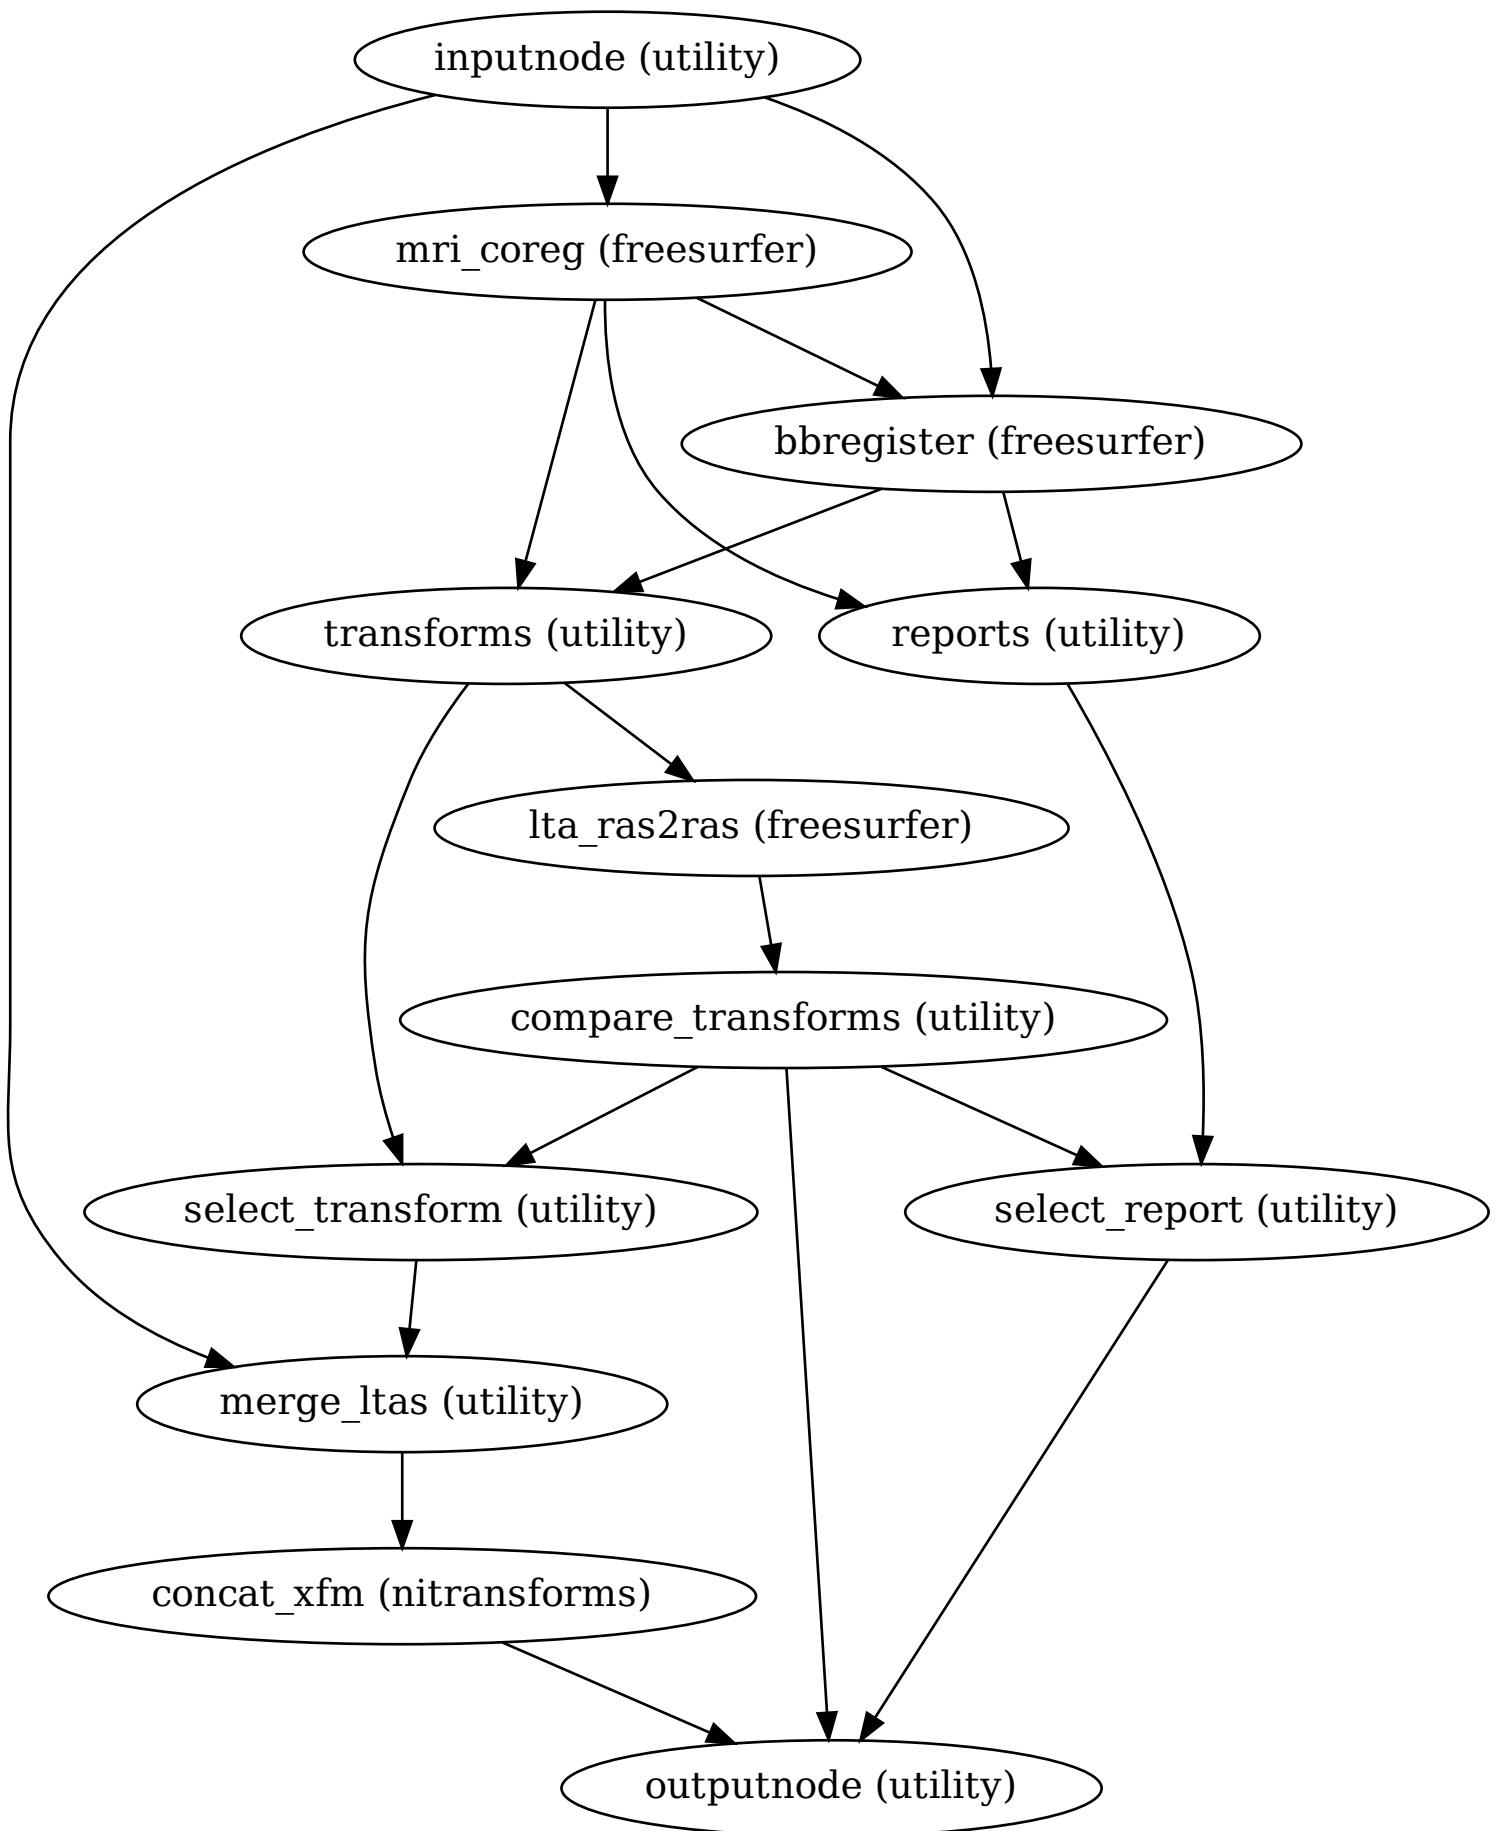 inputnode (utility)
mri_coreg (freesurfer)
bbregister (freesurfer)
transforms (utility)
reports (utility)
lta_ras2ras (freesurfer)
compare_transforms (utility)
select_transform (utility)
select_report (utility)
merge_ltas (utility)
concat_xfm (nitransforms)
outputnode (utility)